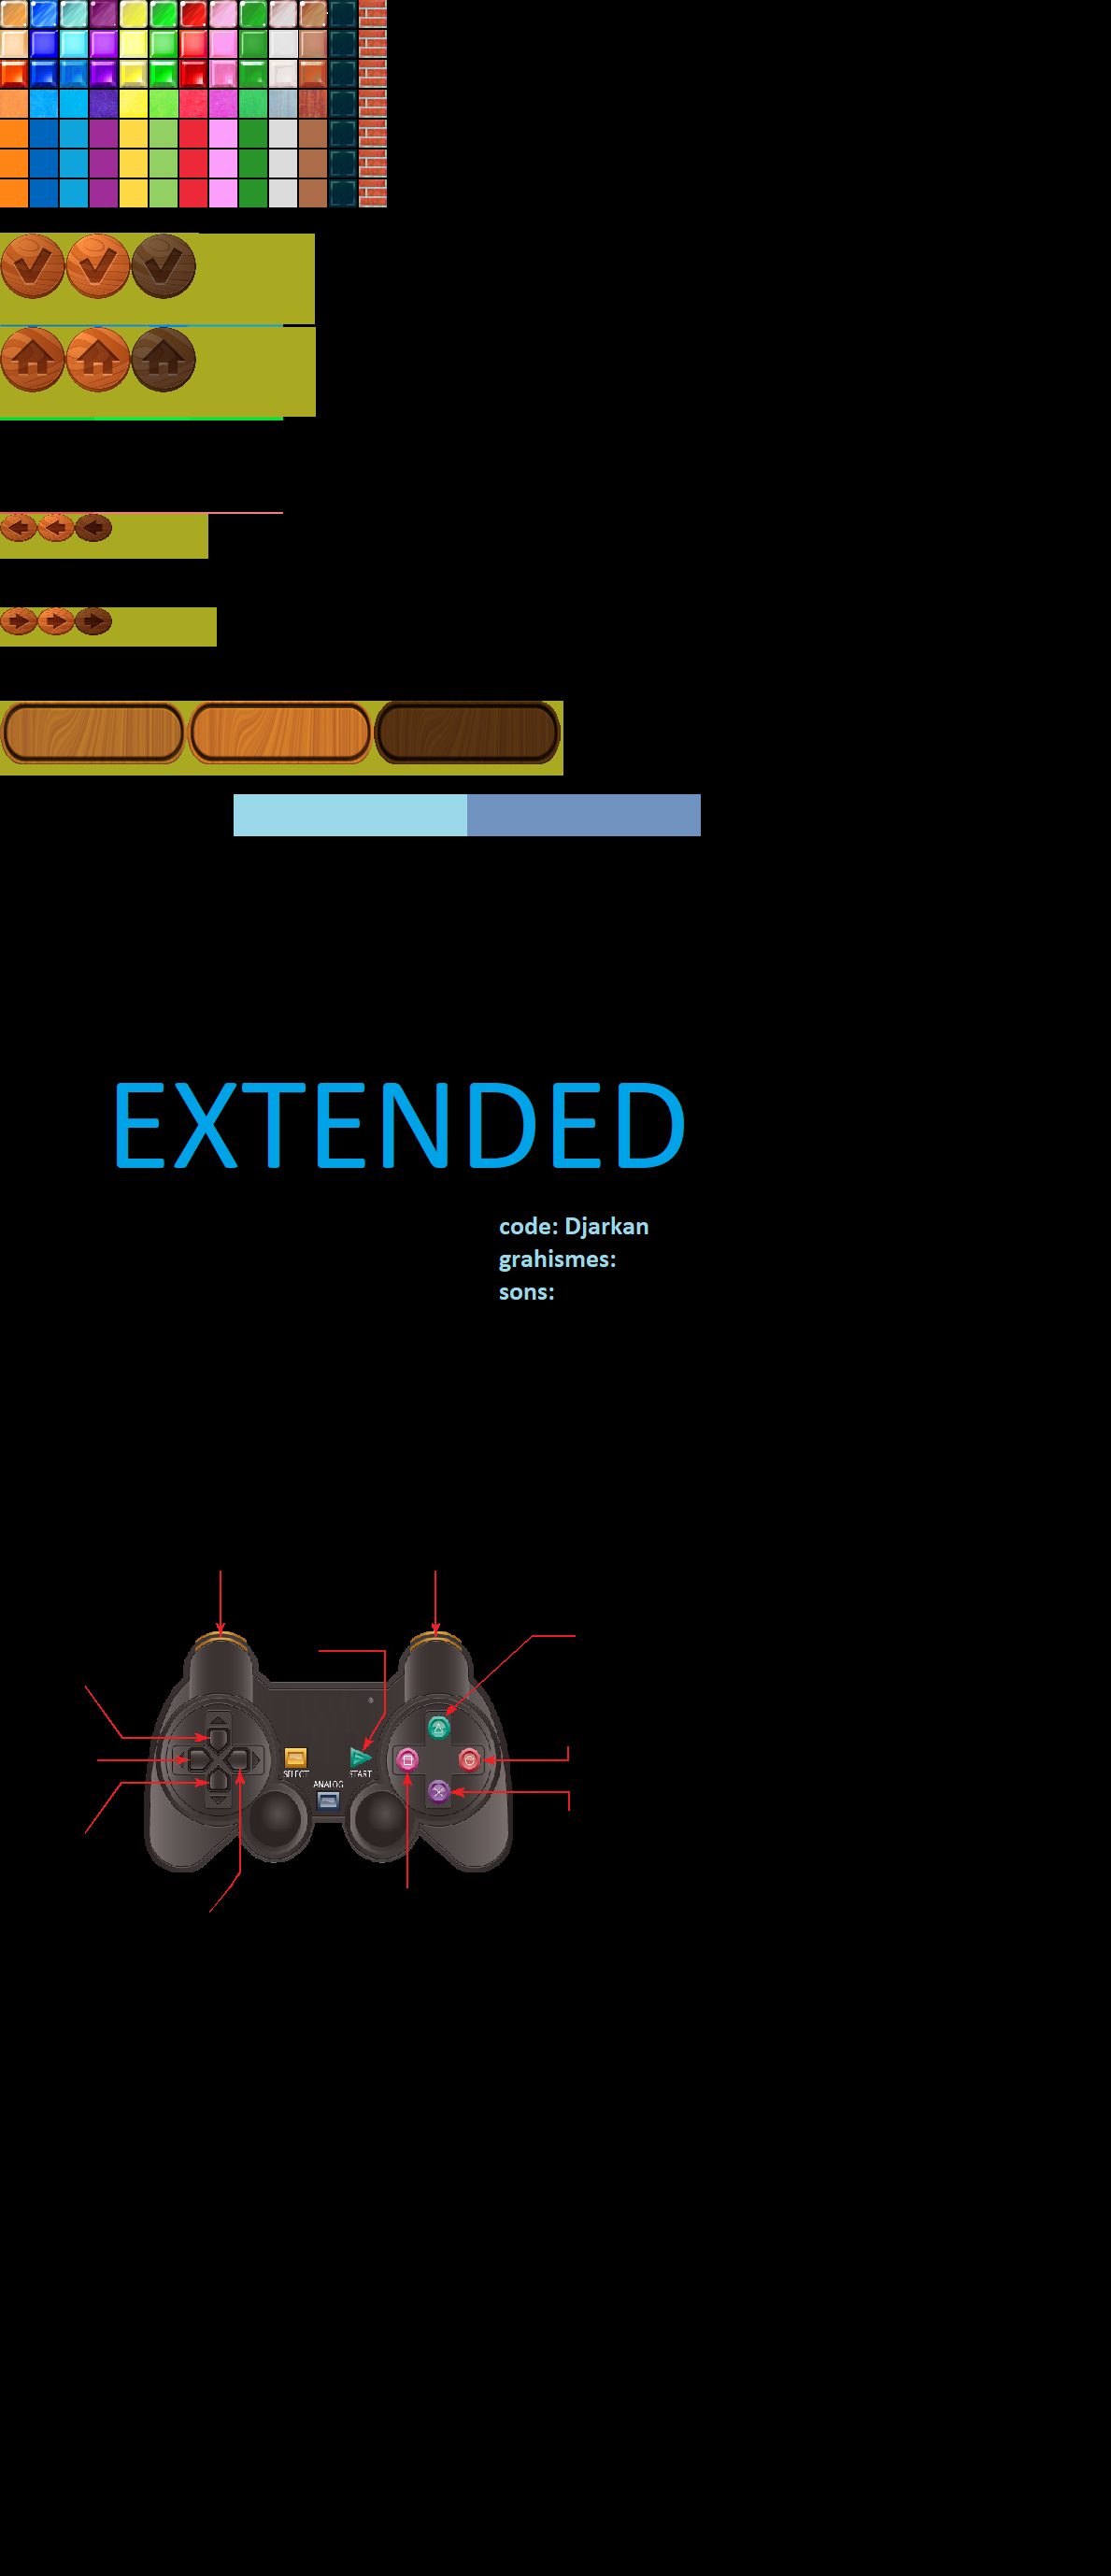 EXTENDED
code: Djarkan
grahismes:
sons:
SELECT
START
ANALOG